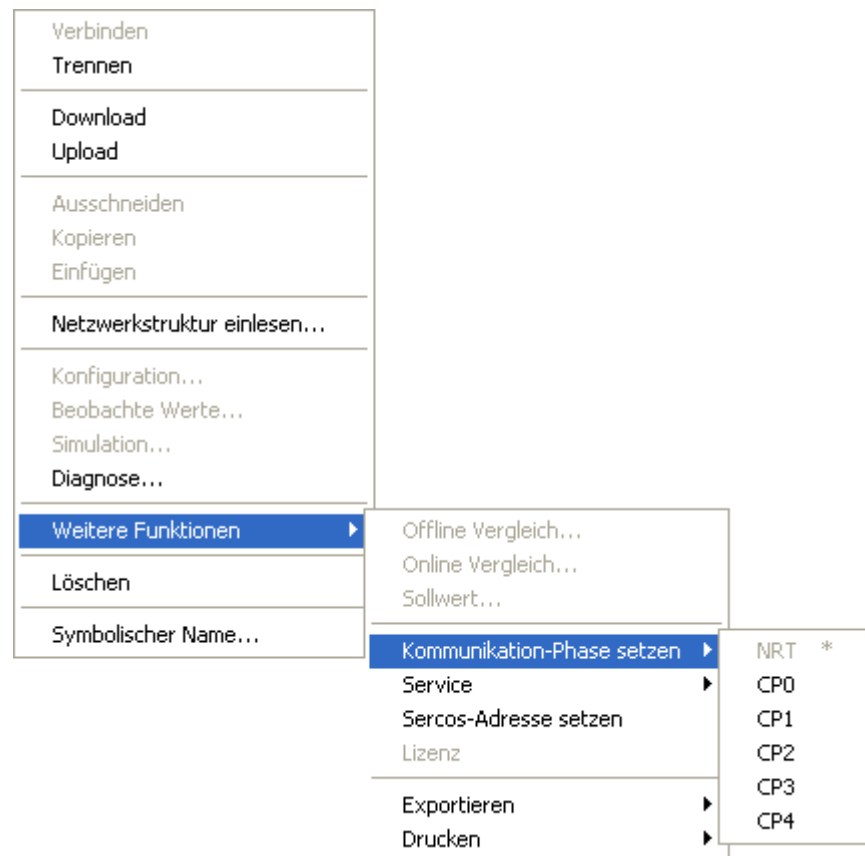 Verbinden
Trennen
Download
Upload
Ausschneiden
Kopieren
Einfügen
Netzwerkstruktur einlesen...
Konfiguration...
Beobachte Werte...
Simulation...
Diagnose...
Weitere Funktionen
Löschen
Symbolischer Name...
Offline Vergleich...
Online Vergleich...
Sollwert...
Kommunikation-Phase setzen
Service
Sercos-Adresse setzen
Lizenz
Exportieren
Drucken
NRT *
CP0
CP1
CP2
CP3
CP4